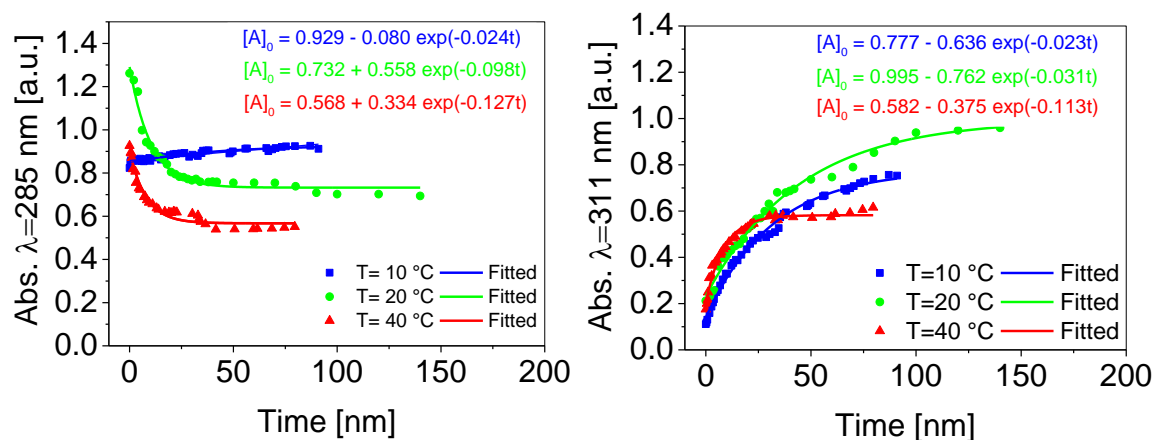 Abs. λ=285 nm [a.u.]
1.4
1.2
1.0
0.8
0.6
0.4
0.2
0.0
[A]₀ = 0.929 - 0.080 exp(-0.024t)
[A]₀ = 0.732 + 0.558 exp(-0.098t)
[A]₀ = 0.568 + 0.334 exp(-0.127t)
T= 10 °C Fitted
T= 20 °C Fitted
T= 40 °C Fitted
0 50 100 150 200
Time [nm]
Abs. λ=311 nm [a.u.]
1.4
1.2
1.0
0.8
0.6
0.4
0.2
0.0
[A]₀ = 0.777 - 0.636 exp(-0.023t)
[A]₀ = 0.995 - 0.762 exp(-0.031t)
[A]₀ = 0.582 - 0.375 exp(-0.113t)
T=10 °C Fitted
T=20 °C Fitted
T=40 °C Fitted
0 50 100 150 200
Time [nm]